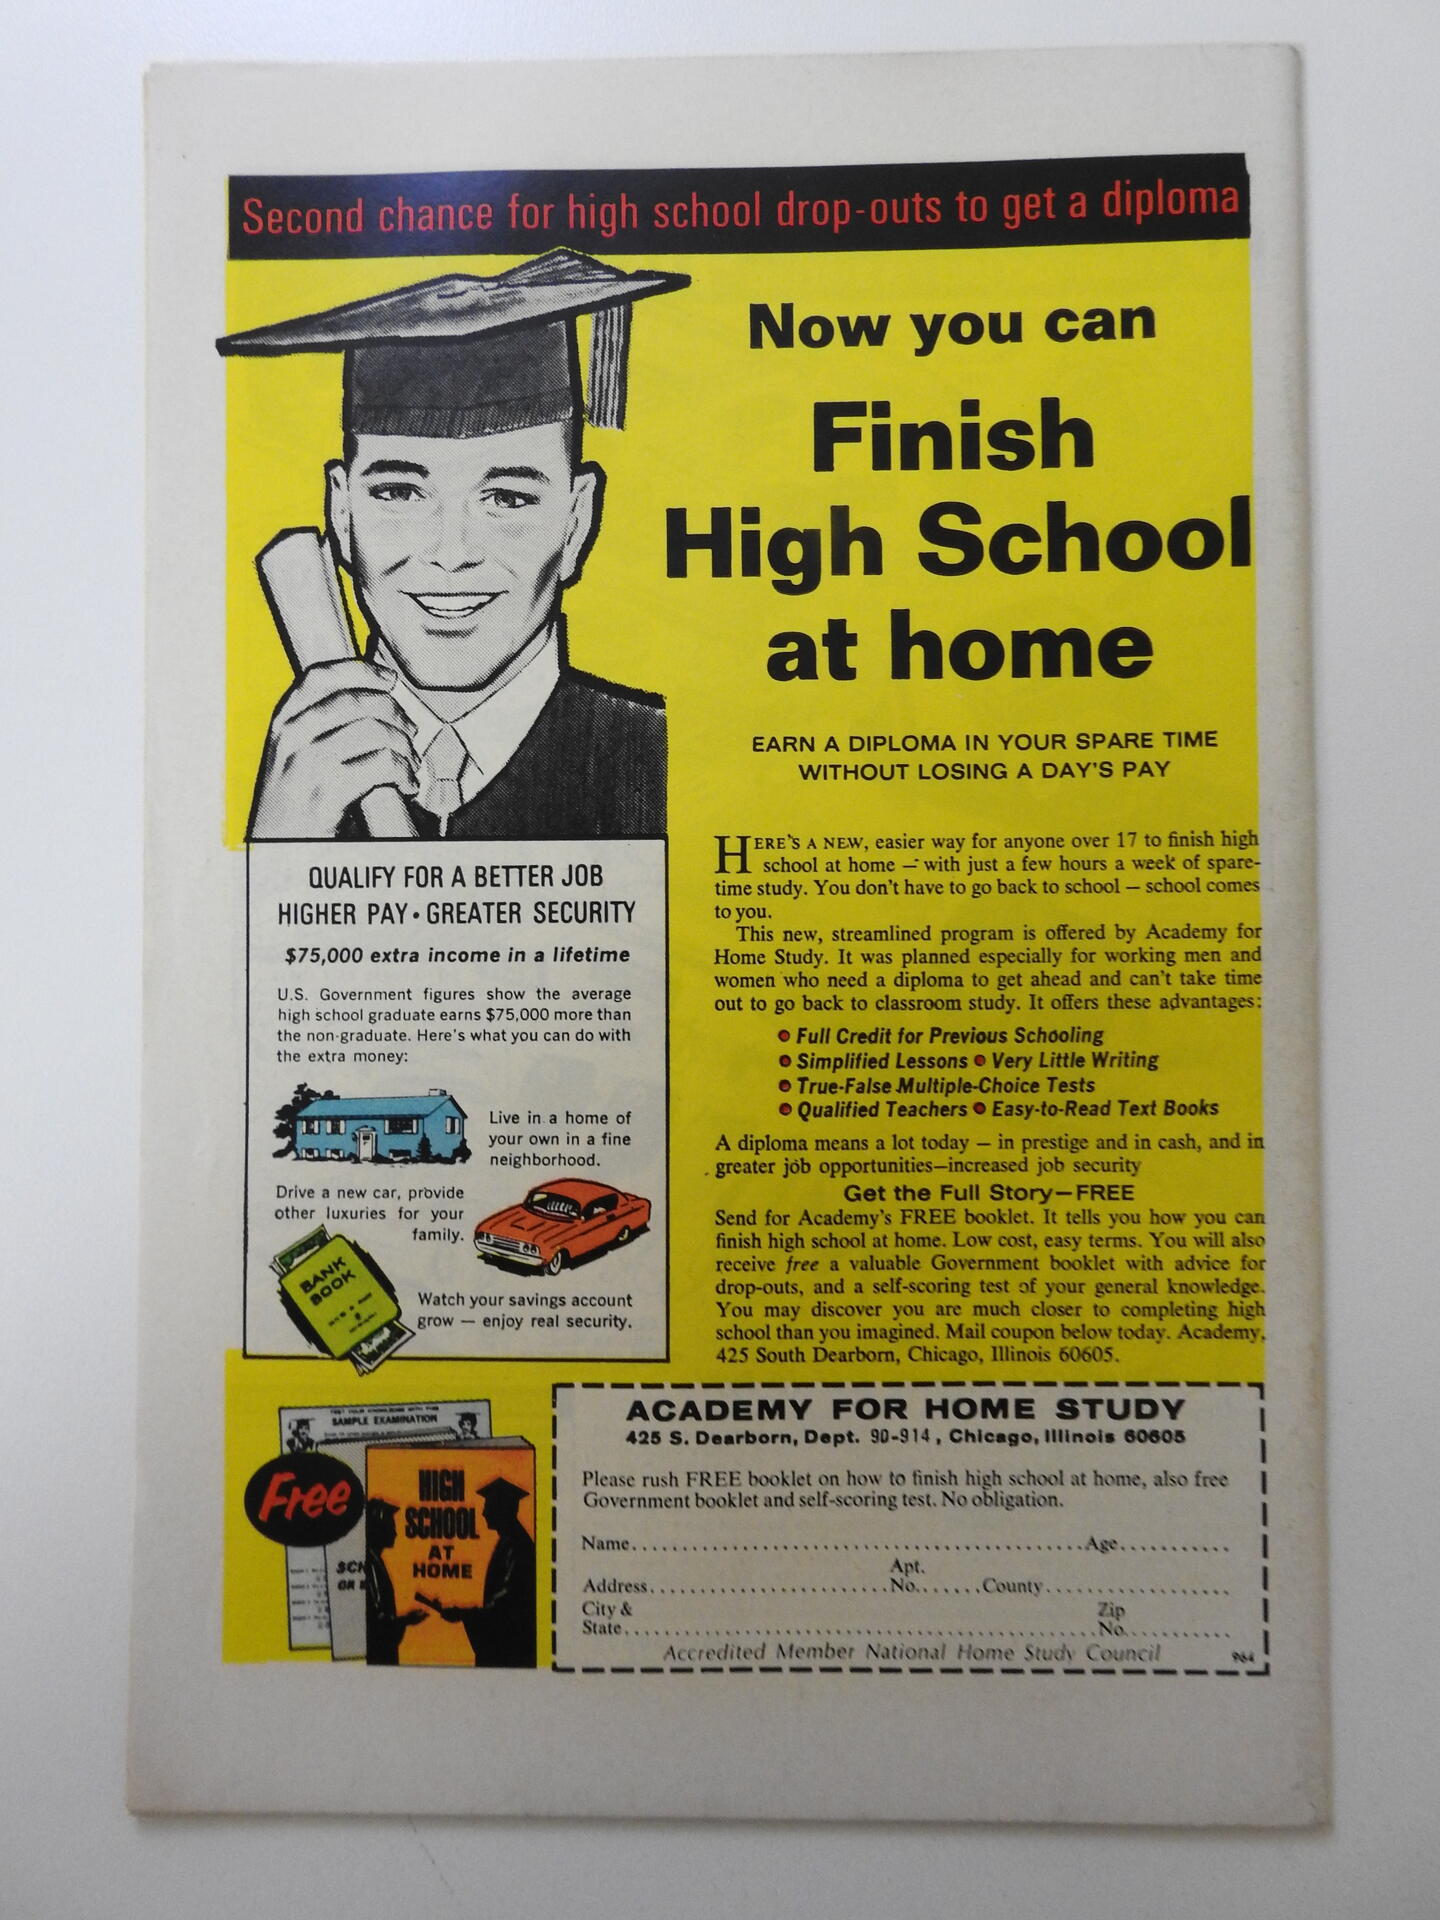 Second chance for high school drop-outs to get a diploma
Now you can
Finish
High School
at home
EARN A DIPLOMA IN YOUR SPARE TIME
WITHOUT LOSING A DAY'S PAY
QUALIFY FOR A BETTER JOB
HIGHER PAY • GREATER SECURITY
$75,000 extra income in a lifetime
U.S. Government figures show the average
high school graduate earns $75,000 more than
the non-graduate. Here's what you can do with
the extra money:
Live in a home of
your own in a fine
neighborhood.
Drive a new car, provide
other luxuries for your
family.
BANK
BOOK
Watch your savings account
grow — enjoy real security.
HERE'S A NEW, easier way for anyone over 17 to finish high
school at home — with just a few hours a week of spare-
time study. You don't have to go back to school — school comes
to you.
This new, streamlined program is offered by Academy for
Home Study. It was planned especially for working men and
women who need a diploma to get ahead and can't take time
out to go back to classroom study. It offers these advantages:
• Full Credit for Previous Schooling
• Simplified Lessons • Very Little Writing
• True-False Multiple-Choice Tests
• Qualified Teachers • Easy-to-Read Text Books
A diploma means a lot today — in prestige and in cash, and in
greater job opportunities—increased job security
Get the Full Story—FREE
Send for Academy's FREE booklet. It tells you how you can
finish high school at home. Low cost, easy terms. You will also
receive free a valuable Government booklet with advice for
drop-outs, and a self-scoring test of your general knowledge.
You may discover you are much closer to completing high
school than you imagined. Mail coupon below today. Academy,
425 South Dearborn, Chicago, Illinois 60605.
TEST YOUR KNOWLEDGE WITH THIS
SAMPLE EXAMINATION
Free
HIGH
SCHOOL
AT
HOME
ACADEMY FOR HOME STUDY
425 S. Dearborn, Dept. 90-914, Chicago, Illinois 60605
Please rush FREE booklet on how to finish high school at home, also free
Government booklet and self-scoring test. No obligation.
Name..........Age..........
Apt.
Address..........No.......County..........
City & Zip
State..........No..........
Accredited Member National Home Study Council 964